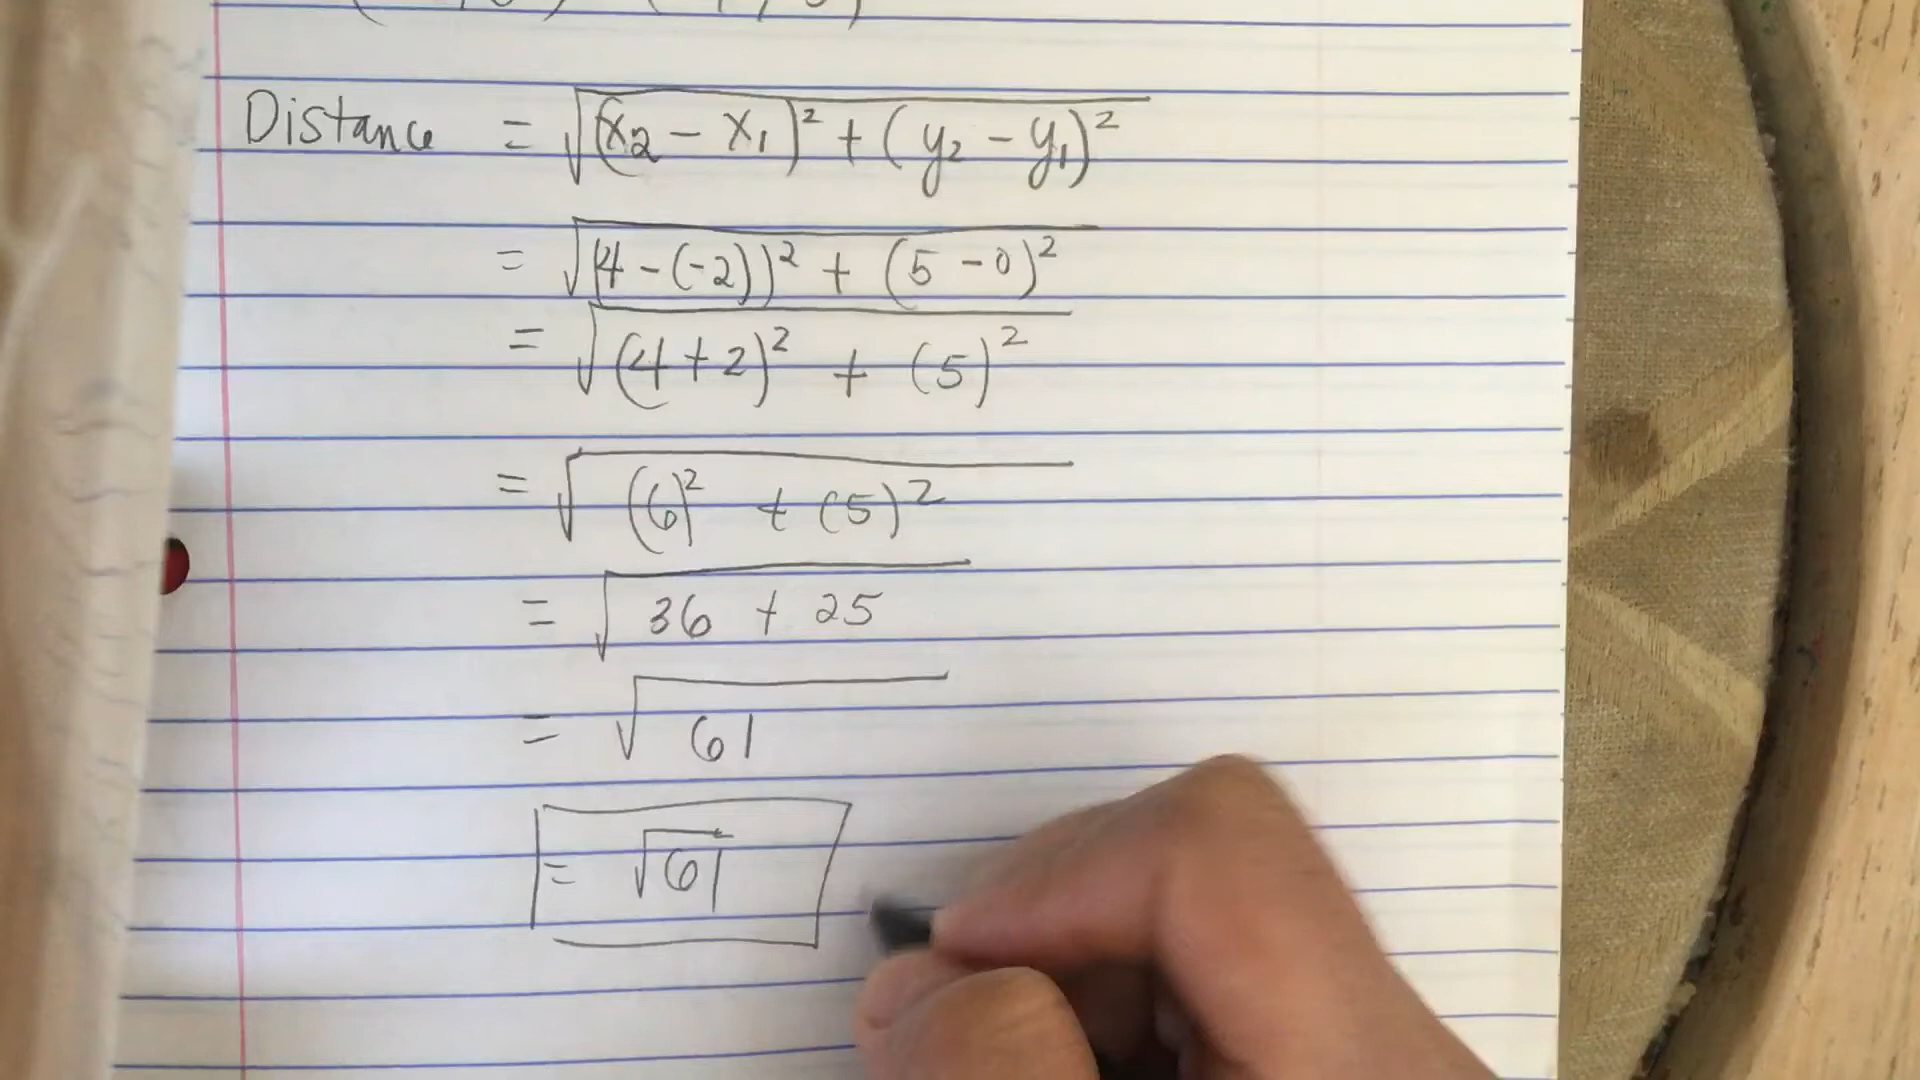 Distance = √(x₂ - x₁)² + (y₂ - y₁)²
= √(4 - (-2))² + (5 - 0)²
= √(4 + 2)² + (5)²
= √(6)² + (5)²
= √36 + 25
= √61
= √61